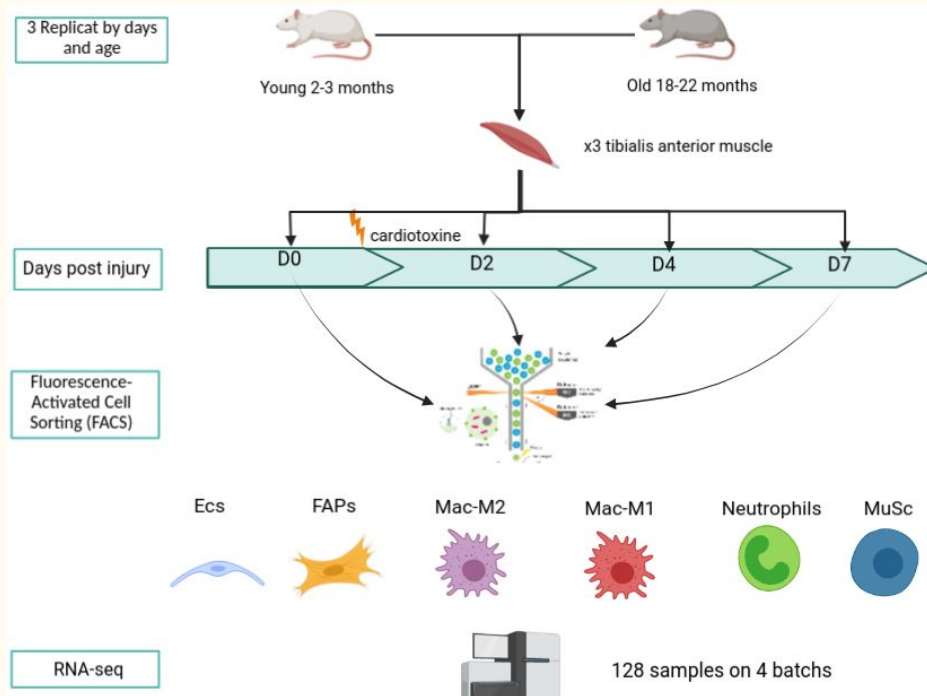 3 Replicat by days
and age
Young 2-3 months
Old 18-22 months
x3 tibialis anterior muscle
cardiotoxine
Days post injury
D0
D2
D4
D7
Fluorescence-
Activated Cell
Sorting (FACS)
Ecs
FAPs
Mac-M2
Mac-M1
Neutrophils
MuSc
RNA-seq
128 samples on 4 batchs